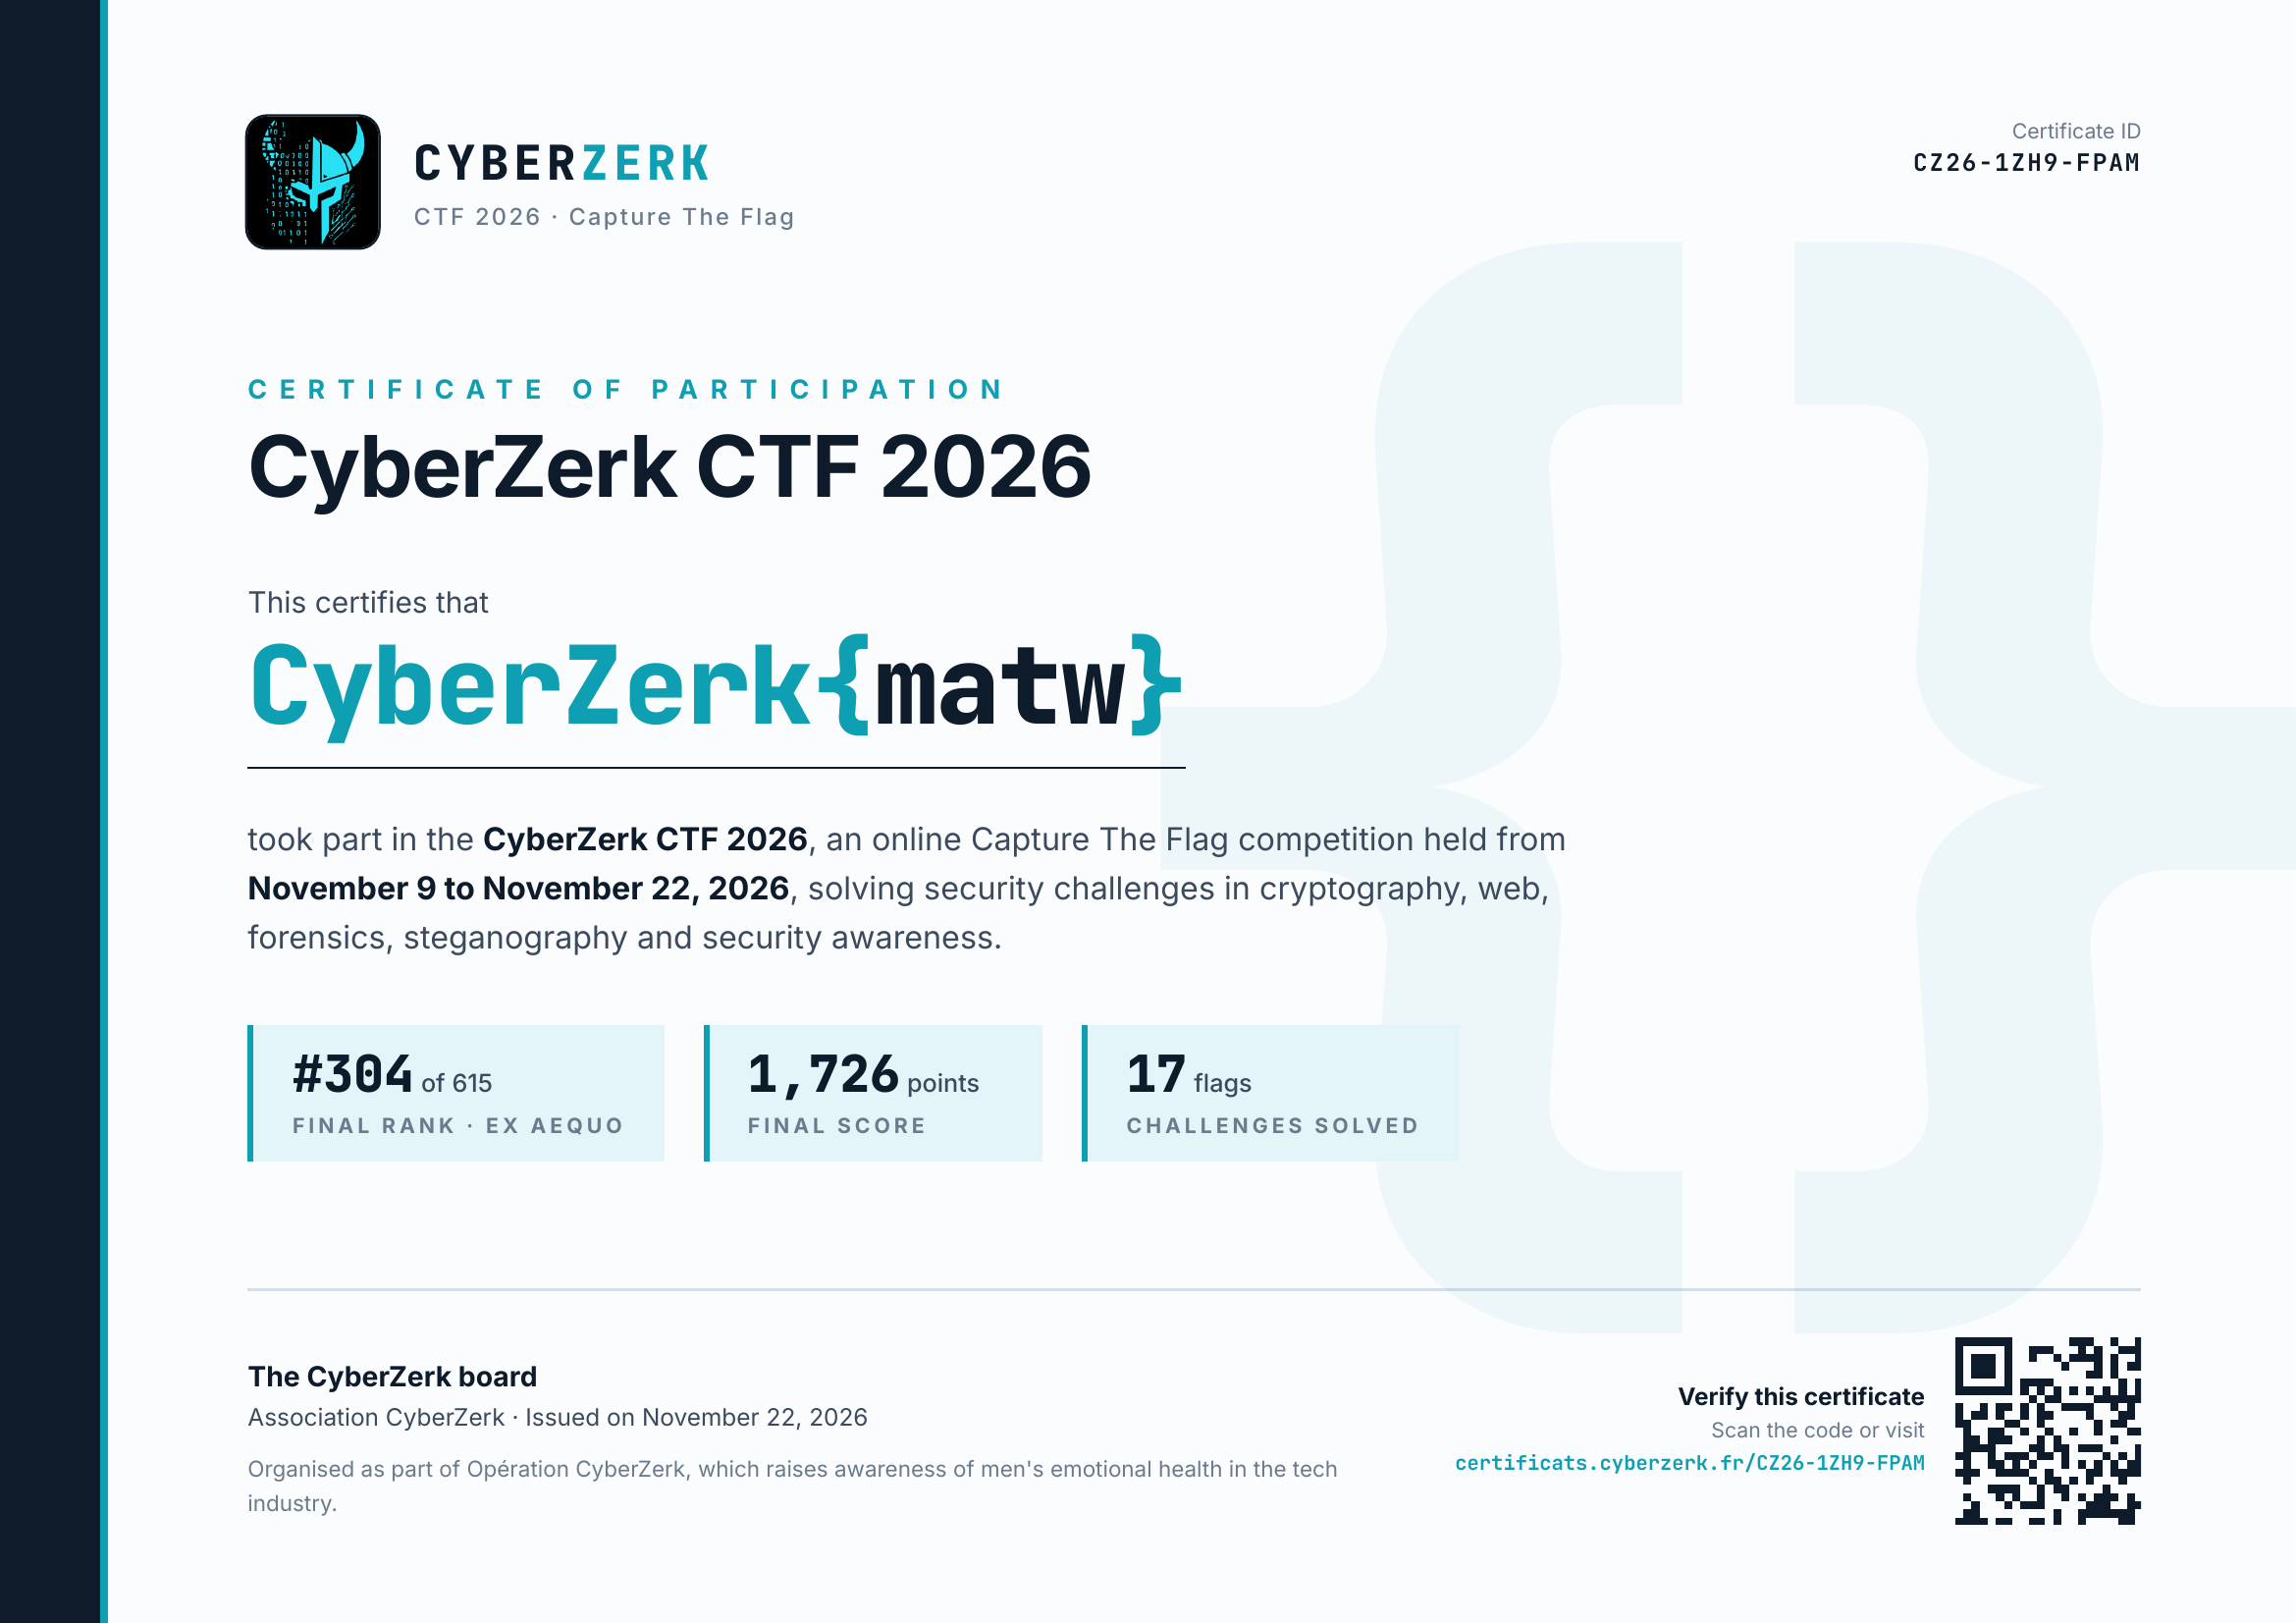 CYBERZERK
CTF 2026 · Capture The Flag
Certificate ID
CZ26-1ZH9-FPAM
CERTIFICATE OF PARTICIPATION
CyberZerk CTF 2026
This certifies that
CyberZerk{matw}
took part in the CyberZerk CTF 2026, an online Capture The Flag competition held from
November 9 to November 22, 2026, solving security challenges in cryptography, web,
forensics, steganography and security awareness.
#304 of 615
FINAL RANK · EX AEQUO
1,726 points
FINAL SCORE
17 flags
CHALLENGES SOLVED
The CyberZerk board
Association CyberZerk · Issued on November 22, 2026
Organised as part of Opération CyberZerk, which raises awareness of men's emotional health in the tech
industry.
Verify this certificate
Scan the code or visit
certificats.cyberzerk.fr/CZ26-1ZH9-FPAM